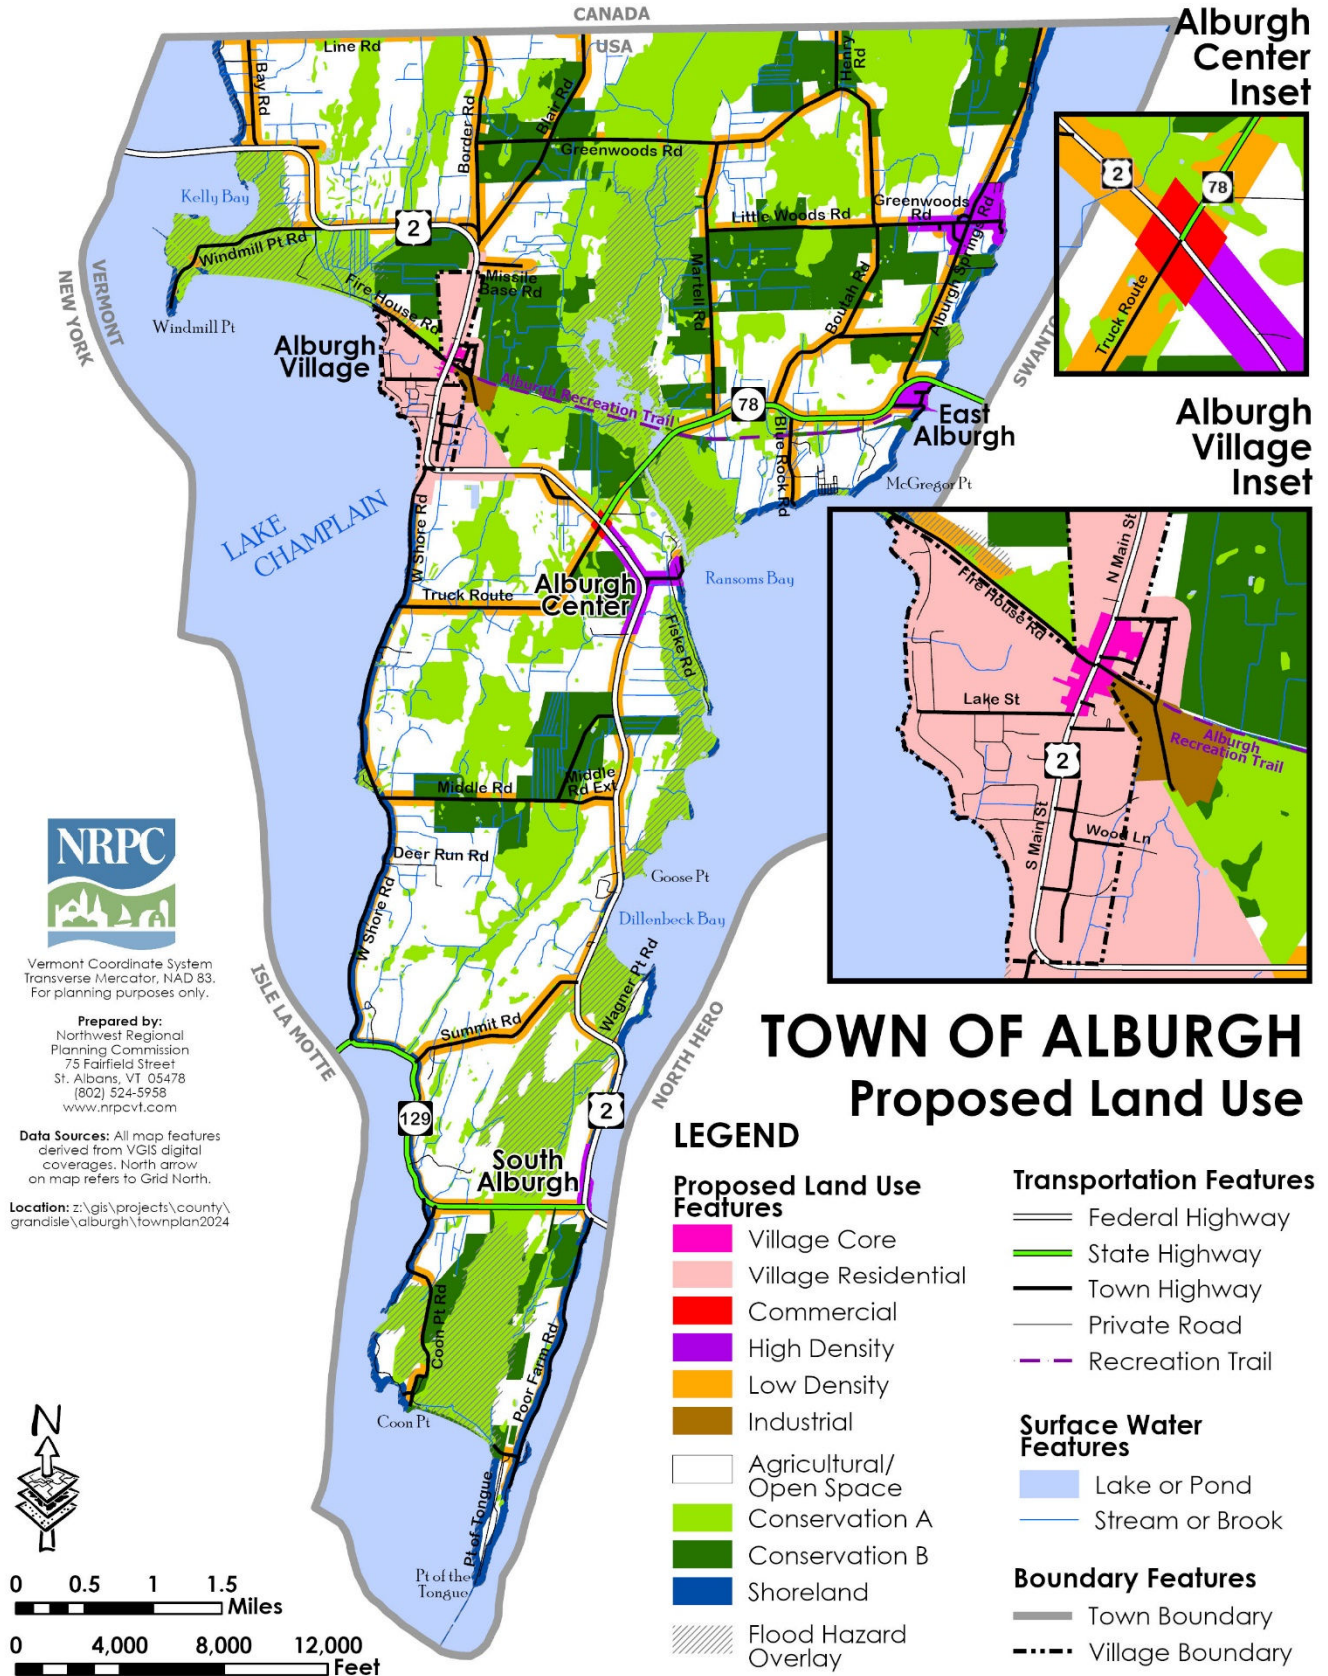 CANADA
USA
Alburgh
Center
Inset
Line Rd
Bay Rd
Border Rd
Blair Rd
Henry
Rd
Greenwoods Rd
2
78
Truck Route
Kelly Bay
2
Little Woods Rd
Greenwoods
Rd
Windmill Pt Rd
Martell Rd
Boutah Rd
Alburgh Springs Rd
Missile
Base Rd
Fire House Rd
VERMONT
NEW YORK
Windmill Pt
SWANTON
Alburgh
Village
Alburgh Recreation Trail
78
East
Alburgh
Blue Rock Rd
McGregor Pt
Alburgh
Village
Inset
LAKE
CHAMPLAIN
W Shore Rd
Alburgh
Center
Truck Route
Ransoms Bay
Fiske Rd
N Main St
Fire House Rd
Lake St
2
Alburgh
Recreation Trail
S Main St
Wood Ln
Middle Rd
Middle
Rd Ext
Deer Run Rd
Goose Pt
Dillenbeck Bay
W Shore Rd
Wagner Pt Rd
Summit Rd
ISLE LA MOTTE
NORTH HERO
129
2
South
Alburgh
Coon Pt Rd
Poor Farm Rd
Coon Pt
Pt of Tongue
Pt of the
Tongue
NRPC
Vermont Coordinate System
Transverse Mercator, NAD 83.
For planning purposes only.
Prepared by:
Northwest Regional
Planning Commission
75 Fairfield Street
St. Albans, VT 05478
(802) 524-5958
www.nrpcvt.com
Data Sources: All map features
derived from VGIS digital
coverages. North arrow
on map refers to Grid North.
Location: z:\gis\projects\county\
grandisle\alburgh\townplan2024
N
0 0.5 1 1.5
Miles
0 4,000 8,000 12,000
Feet
TOWN OF ALBURGH
Proposed Land Use
LEGEND
Proposed Land Use
Features
Village Core
Village Residential
Commercial
High Density
Low Density
Industrial
Agricultural/
Open Space
Conservation A
Conservation B
Shoreland
Flood Hazard
Overlay
Transportation Features
Federal Highway
State Highway
Town Highway
Private Road
Recreation Trail
Surface Water
Features
Lake or Pond
Stream or Brook
Boundary Features
Town Boundary
Village Boundary